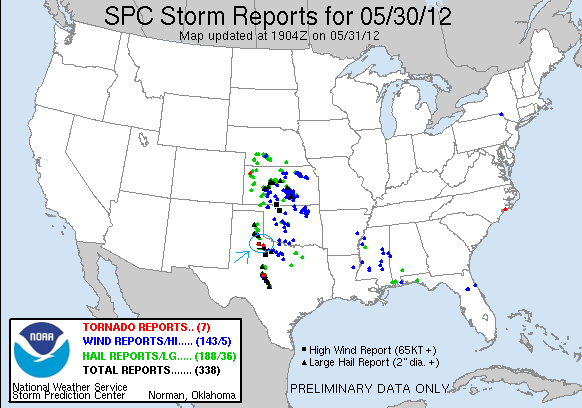 SPC Storm Reports for 05/30/12
Map updated at 1904Z on 05/31/12
TORNADO REPORTS.. (7)
WIND REPORTS/HI..... (143/5)
HAIL REPORTS/LG..... (188/36)
TOTAL REPORTS....... (338)
NOAA
National Weather Service
Storm Prediction Center Norman, Oklahoma
High Wind Report (65KT +)
Large Hail Report (2" dia. +)
PRELIMINARY DATA ONLY